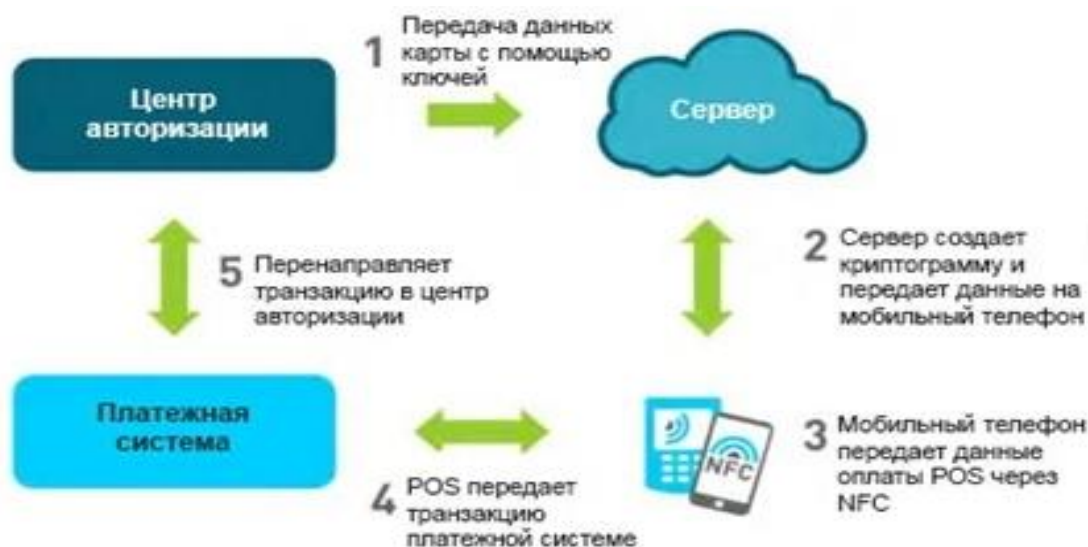 1 Передача данных
карты с помощью
ключей
Центр
авторизации
Сервер
2 Сервер создает
криптограмму и
передает данные на
мобильный телефон
5 Перенаправляет
транзакцию в центр
авторизации
Платежная
система
NFC
3 Мобильный телефон
передает данные
оплаты POS через
NFC
4 POS передает
транзакцию
платежной системе